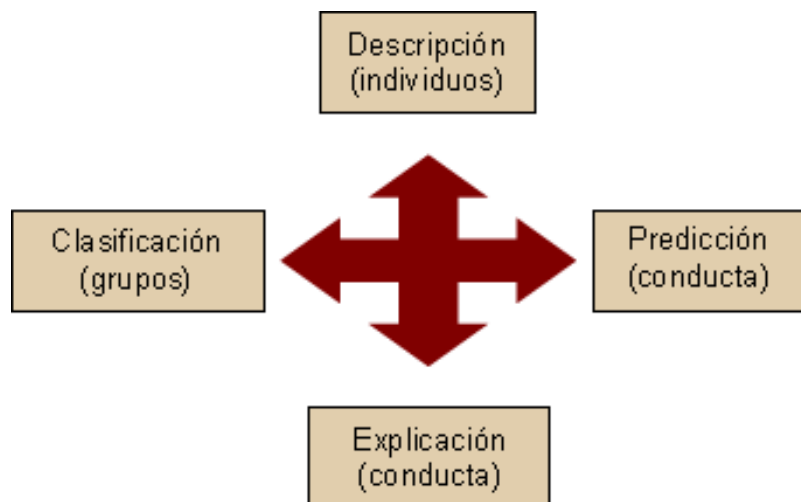 Descripción
(individuos)
Clasificación
(grupos)
Predicción
(conducta)
Explicación
(conducta)